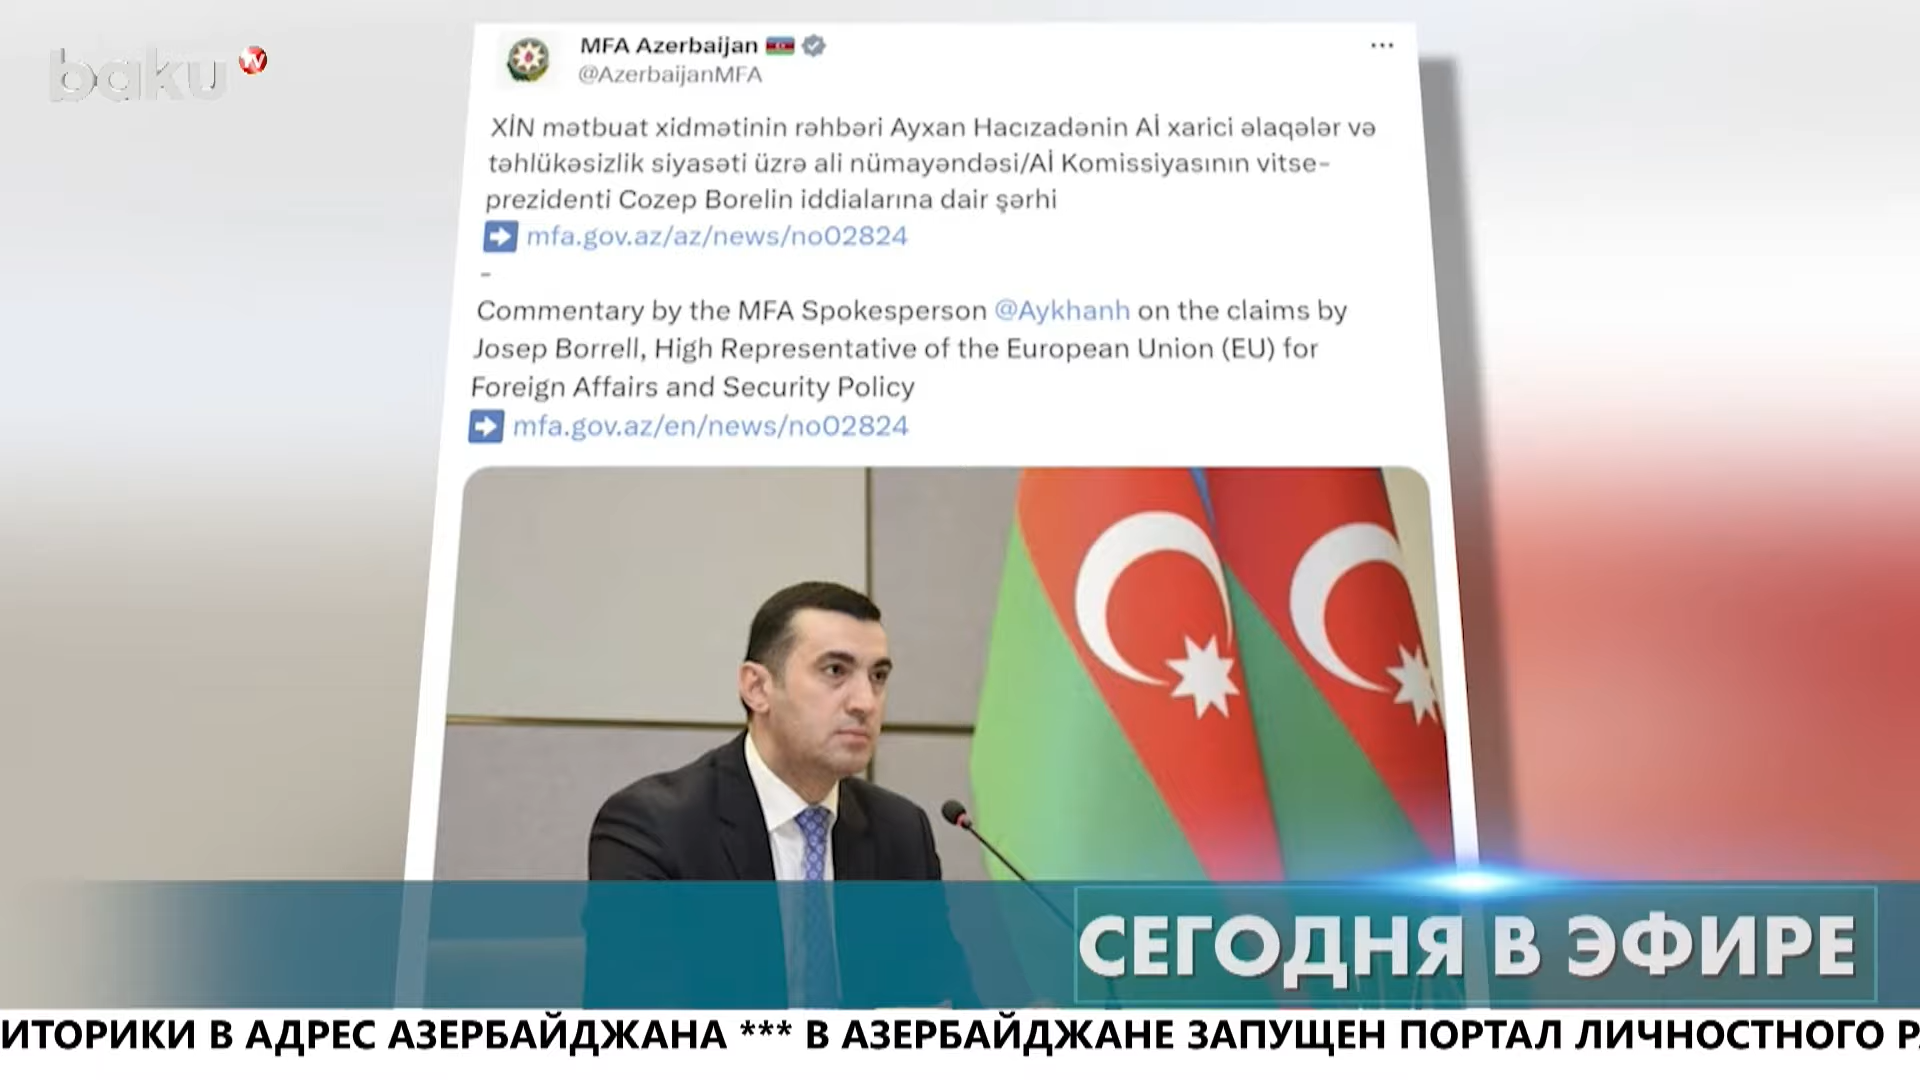 baku TV
MFA Azerbaijan
@AzerbaijanMFA
XİN mətbuat xidmətinin rəhbəri Ayxan Hacızadənin Aİ xarici əlaqələr və
təhlükəsizlik siyasəti üzrə ali nümayəndəsi/Aİ Komissiyasının vitse-
prezidenti Cozep Borelin iddialarına dair şərhi
mfa.gov.az/az/news/no02824
-
Commentary by the MFA Spokesperson @Aykhanh on the claims by
Josep Borrell, High Representative of the European Union (EU) for
Foreign Affairs and Security Policy
mfa.gov.az/en/news/no02824
СЕГОДНЯ В ЭФИРЕ
ИТОРИКИ В АДРЕС АЗЕРБАЙДЖАНА *** В АЗЕРБАЙДЖАНЕ ЗАПУЩЕН ПОРТАЛ ЛИЧНОСТНОГО